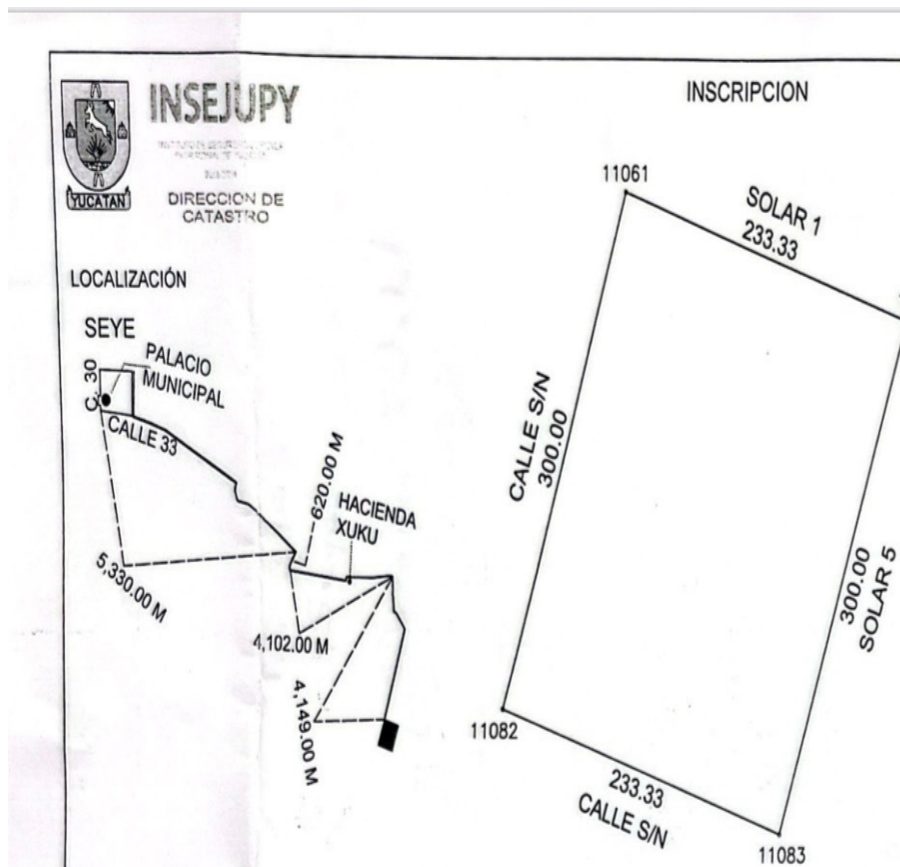 INSEJUPY
DIRECCION DE
CATASTRO
YUCATAN
INSCRIPCION
LOCALIZACIÓN
SEYE
PALACIO
MUNICIPAL
C. 30
CALLE 33
5,330.00 M
620.00 M
HACIENDA
XUKU
4,102.00 M
4,149.00 M
11061
SOLAR 1
233.33
CALLE S/N
300.00
300.00
SOLAR 5
11082
233.33
CALLE S/N
11083